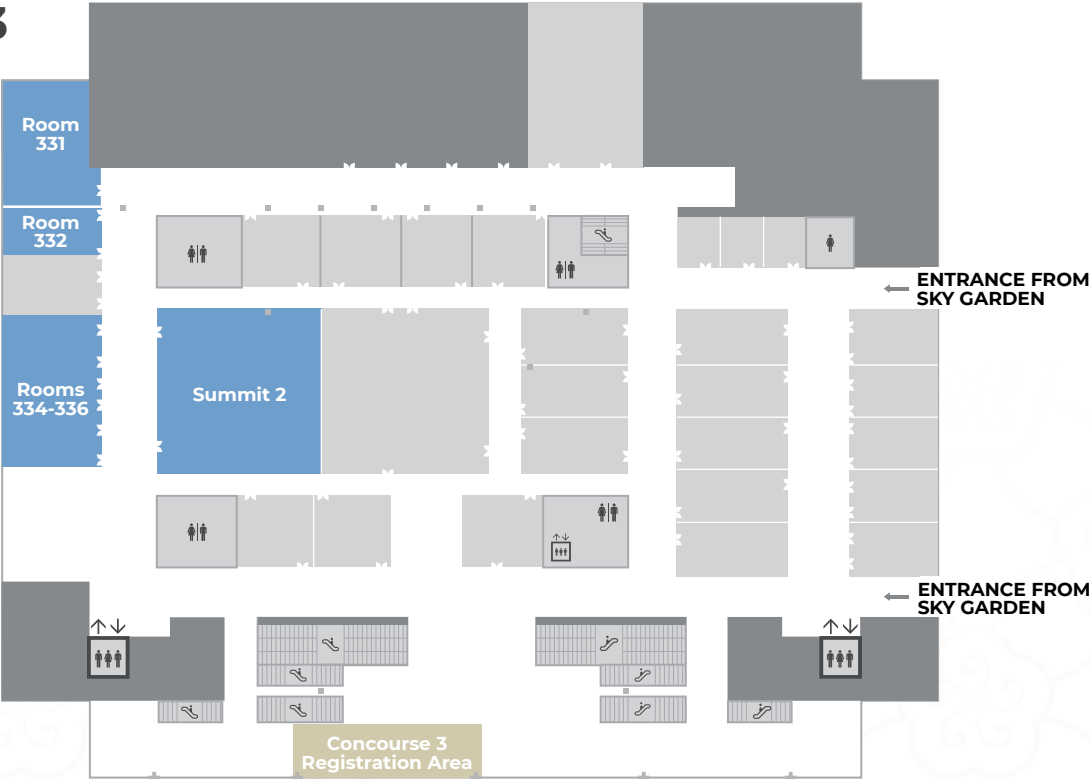 3
Room
331
Room
332
ENTRANCE FROM
SKY GARDEN
Rooms
334-336
Summit 2
ENTRANCE FROM
SKY GARDEN
Concourse 3
Registration Area